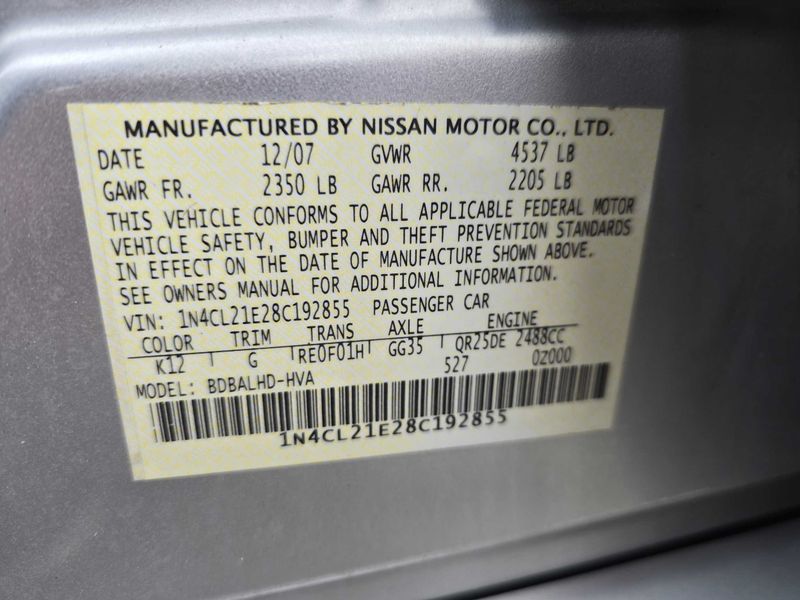 MANUFACTURED BY NISSAN MOTOR CO., LTD.
DATE 12/07 GVWR 4537 LB
GAWR FR. 2350 LB GAWR RR. 2205 LB
THIS VEHICLE CONFORMS TO ALL APPLICABLE FEDERAL MOTOR
VEHICLE SAFETY, BUMPER AND THEFT PREVENTION STANDARDS
IN EFFECT ON THE DATE OF MANUFACTURE SHOWN ABOVE.
SEE OWNERS MANUAL FOR ADDITIONAL INFORMATION.
VIN: 1N4CL21E28C192855 PASSENGER CAR
COLOR TRIM TRANS AXLE ENGINE
K12 G RE0F01H GG35 QR25DE 2488CC
527 0Z000
MODEL: BDBALHD-HVA
1N4CL21E28C192855